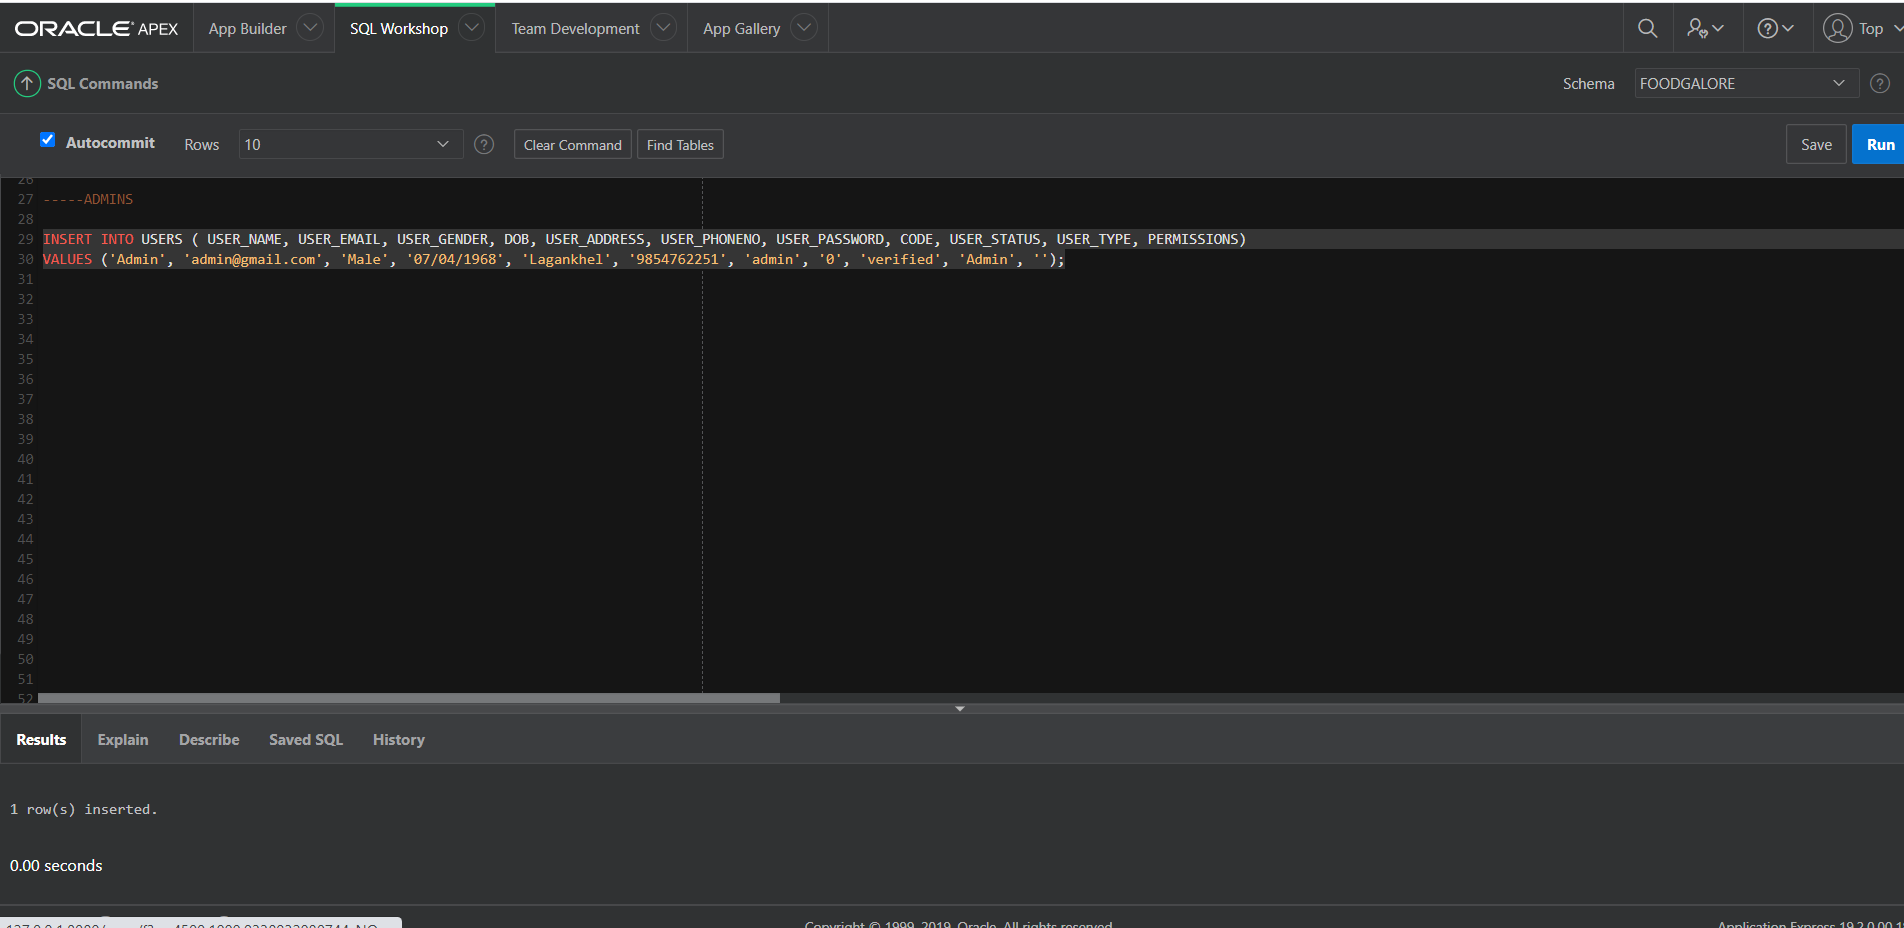 ORACLE APEX App Builder SQL Workshop Team Development App Gallery Top
SQL Commands Schema FOODGALORE
Autocommit Rows 10 Clear Command Find Tables Save Run
26
27 -----ADMINS
28
29 INSERT INTO USERS ( USER_NAME, USER_EMAIL, USER_GENDER, DOB, USER_ADDRESS, USER_PHONENO, USER_PASSWORD, CODE, USER_STATUS, USER_TYPE, PERMISSIONS)
30 VALUES ('Admin', 'admin@gmail.com', 'Male', '07/04/1968', 'Lagankhel', '9854762251', 'admin', '0', 'verified', 'Admin', '');
31
32
33
34
35
36
37
38
39
40
41
42
43
44
45
46
47
48
49
50
51
52
Results Explain Describe Saved SQL History
1 row(s) inserted.
0.00 seconds
Copyright © 1999, 2019, Oracle. All rights reserved. Application Express 19.2.0.00.1